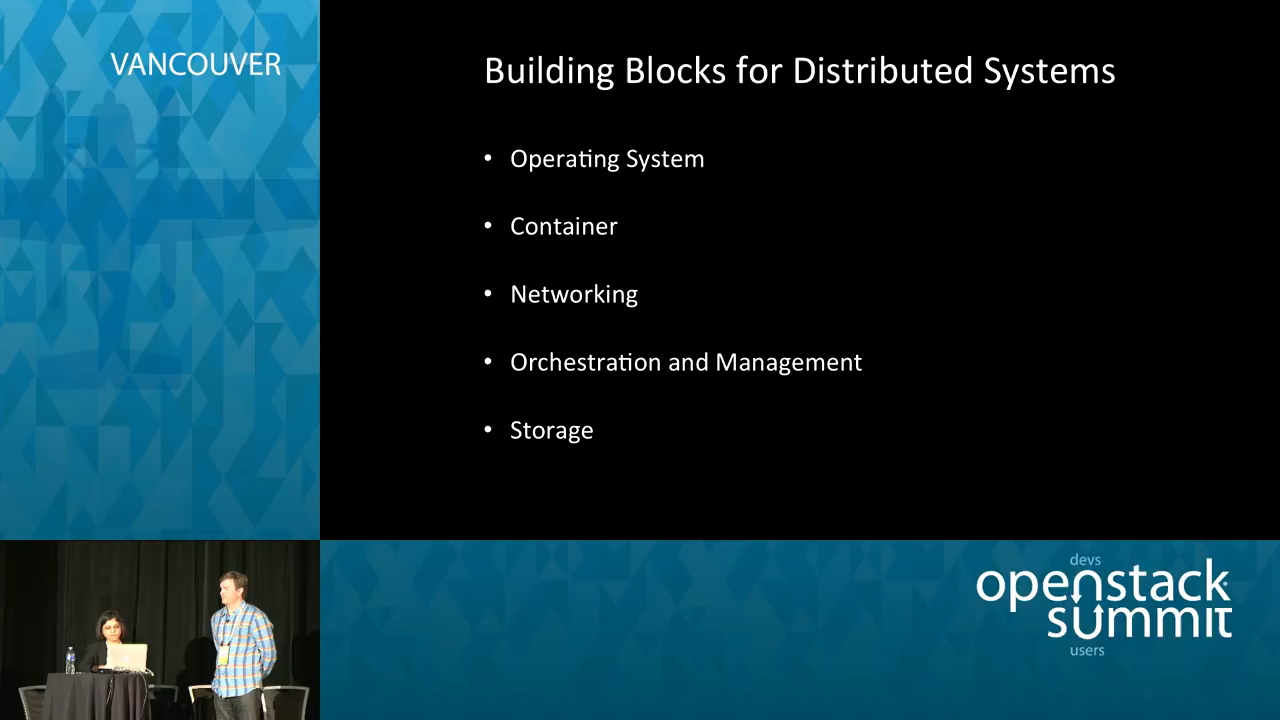 VANCOUVER
Building Blocks for Distributed Systems
• Operating System
• Container
• Networking
• Orchestration and Management
• Storage
devs
openstack
summit
users